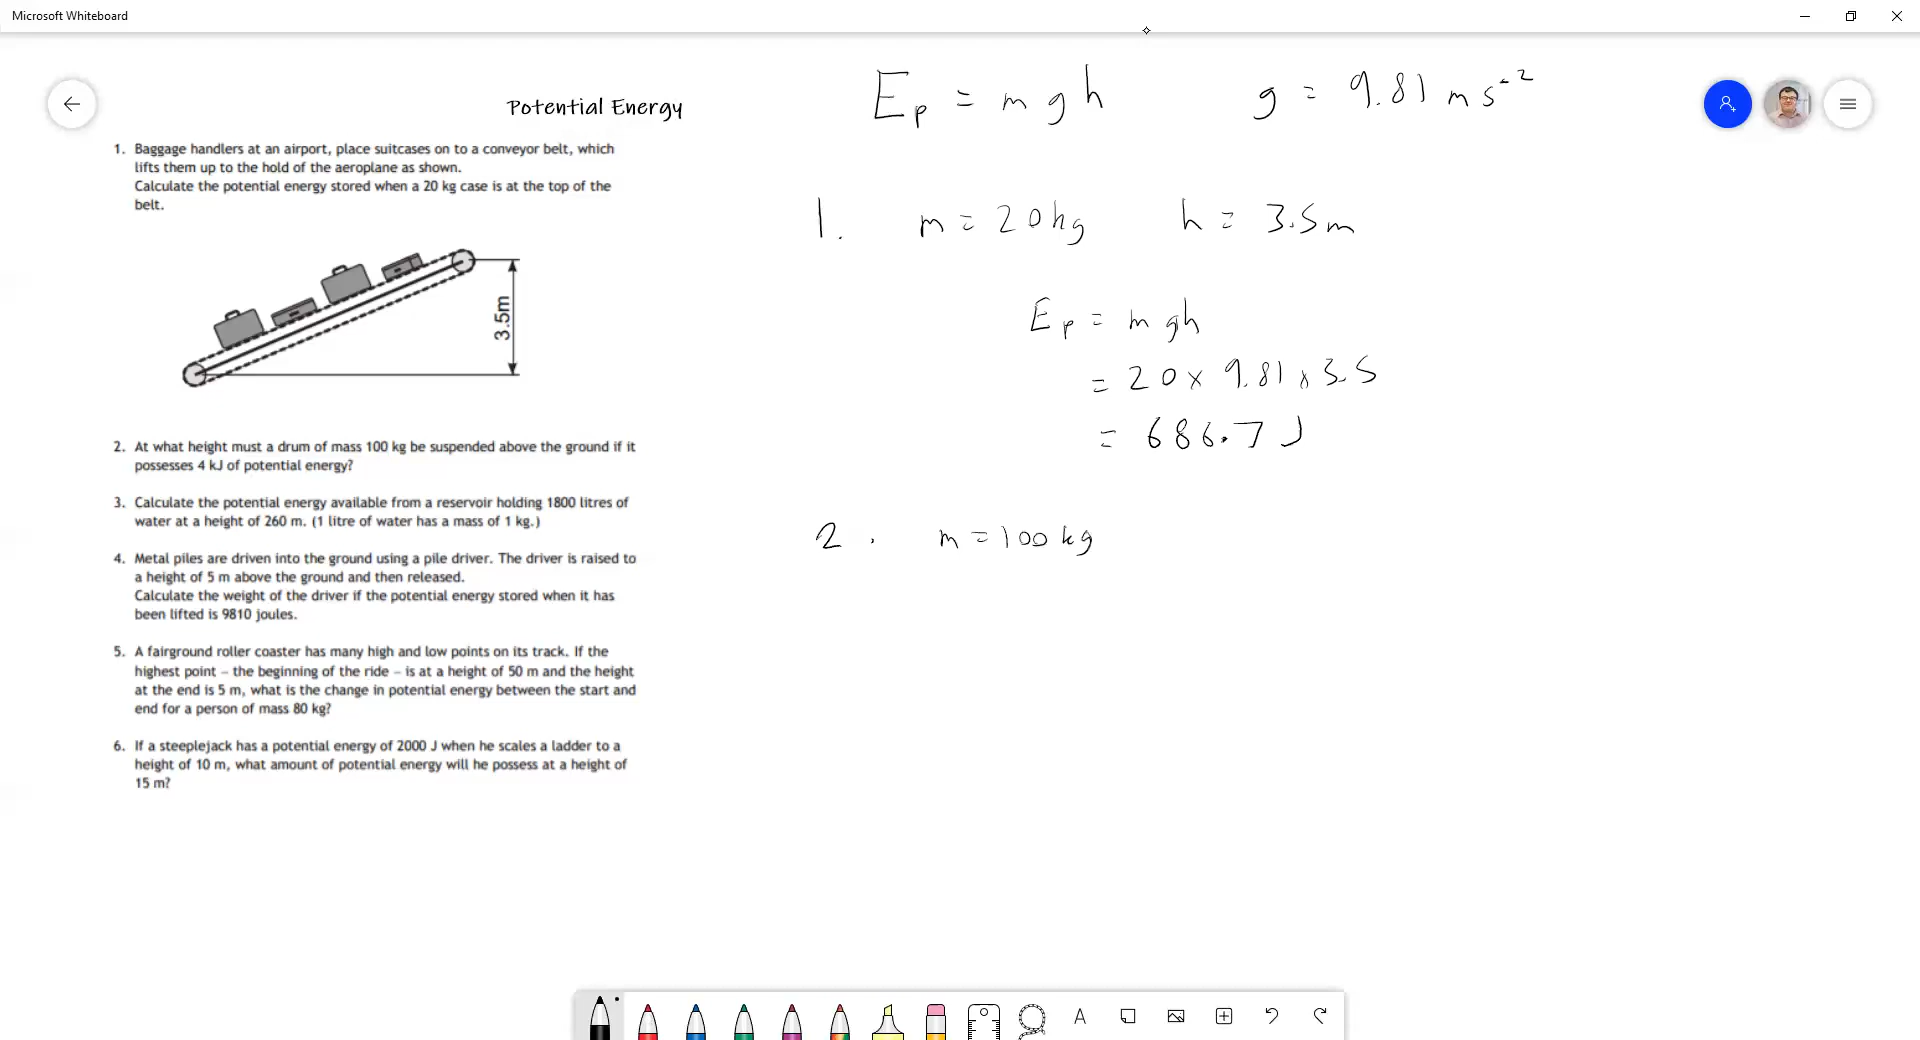 Microsoft Whiteboard
Potential Energy
1. Baggage handlers at an airport, place suitcases on to a conveyor belt, which
lifts them up to the hold of the aeroplane as shown.
Calculate the potential energy stored when a 20 kg case is at the top of the
belt.
3.5m
2. At what height must a drum of mass 100 kg be suspended above the ground if it
possesses 4 kJ of potential energy?
3. Calculate the potential energy available from a reservoir holding 1800 litres of
water at a height of 260 m. (1 litre of water has a mass of 1 kg.)
4. Metal piles are driven into the ground using a pile driver. The driver is raised to
a height of 5 m above the ground and then released.
Calculate the weight of the driver if the potential energy stored when it has
been lifted is 9810 joules.
5. A fairground roller coaster has many high and low points on its track. If the
highest point – the beginning of the ride – is at a height of 50 m and the height
at the end is 5 m, what is the change in potential energy between the start and
end for a person of mass 80 kg?
6. If a steeplejack has a potential energy of 2000 J when he scales a ladder to a
height of 10 m, what amount of potential energy will he possess at a height of
15 m?
Eₚ = mgh g = 9.81 ms⁻²
1. m = 20kg h = 3.5m
Eₚ = mgh
= 20 x 9.81 x 3.5
= 686.7 J
2. m = 100 kg
A